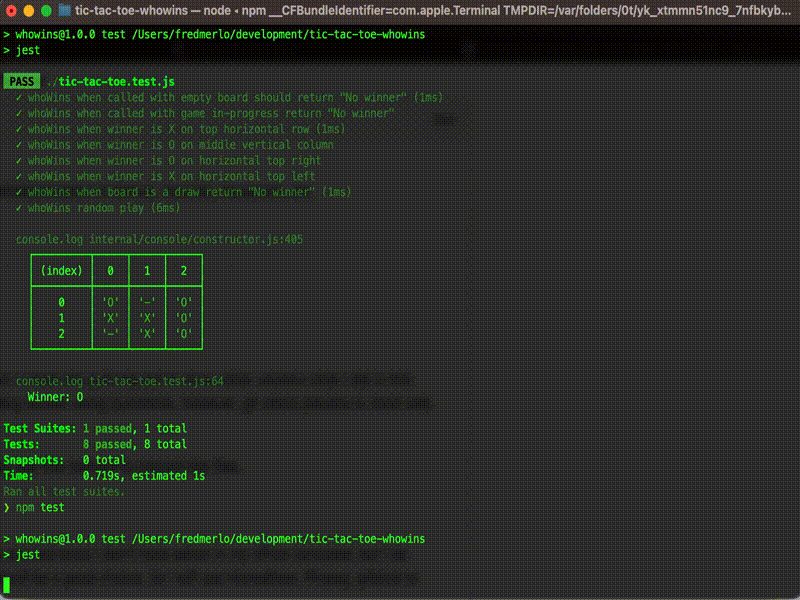 tic-tac-toe-whowins — node ◂ npm __CFBundleIdentifier=com.apple.Terminal TMPDIR=/var/folders/0t/yk_xtmmn51nc9_7nfbkyb...
> whowins@1.0.0 test /Users/fredmerlo/development/tic-tac-toe-whowins
> jest
PASS ./tic-tac-toe.test.js
✓ whoWins when called with empty board should return "No winner" (1ms)
✓ whoWins when called with game in-progress return "No winner"
✓ whoWins when winner is X on top horizontal row (1ms)
✓ whoWins when winner is O on middle vertical column
✓ whoWins when winner is O on horizontal top right
✓ whoWins when winner is X on horizontal top left
✓ whoWins when board is a draw return "No winner" (1ms)
✓ whoWins random play (6ms)
console.log internal/console/constructor.js:405
(index) 0 1 2
0 'O' '-' 'O'
1 'X' 'X' 'O'
2 '-' 'X' 'O'
console.log tic-tac-toe.test.js:64
Winner: O
Test Suites: 1 passed, 1 total
Tests: 8 passed, 8 total
Snapshots: 0 total
Time: 0.719s, estimated 1s
Ran all test suites.
❯ npm test
> whowins@1.0.0 test /Users/fredmerlo/development/tic-tac-toe-whowins
> jest